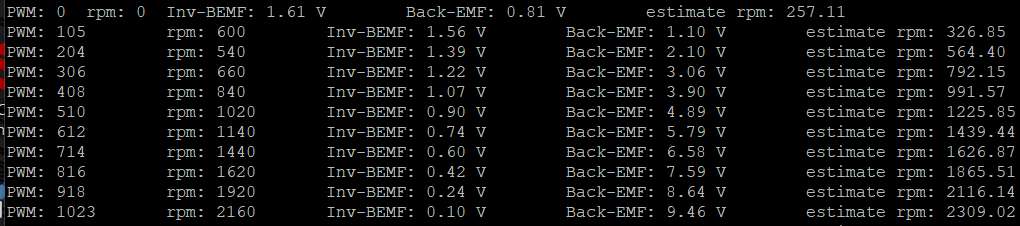 PWM: 0 rpm: 0 Inv-BEMF: 1.61 V Back-EMF: 0.81 V estimate rpm: 257.11
PWM: 105 rpm: 600 Inv-BEMF: 1.56 V Back-EMF: 1.10 V estimate rpm: 326.85
PWM: 204 rpm: 540 Inv-BEMF: 1.39 V Back-EMF: 2.10 V estimate rpm: 564.40
PWM: 306 rpm: 660 Inv-BEMF: 1.22 V Back-EMF: 3.06 V estimate rpm: 792.15
PWM: 408 rpm: 840 Inv-BEMF: 1.07 V Back-EMF: 3.90 V estimate rpm: 991.57
PWM: 510 rpm: 1020 Inv-BEMF: 0.90 V Back-EMF: 4.89 V estimate rpm: 1225.85
PWM: 612 rpm: 1140 Inv-BEMF: 0.74 V Back-EMF: 5.79 V estimate rpm: 1439.44
PWM: 714 rpm: 1440 Inv-BEMF: 0.60 V Back-EMF: 6.58 V estimate rpm: 1626.87
PWM: 816 rpm: 1620 Inv-BEMF: 0.42 V Back-EMF: 7.59 V estimate rpm: 1865.51
PWM: 918 rpm: 1920 Inv-BEMF: 0.24 V Back-EMF: 8.64 V estimate rpm: 2116.14
PWM: 1023 rpm: 2160 Inv-BEMF: 0.10 V Back-EMF: 9.46 V estimate rpm: 2309.02